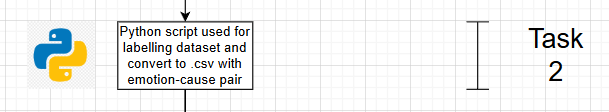 Python script used for
labelling dataset and
convert to .csv with
emotion-cause pair
Task
2